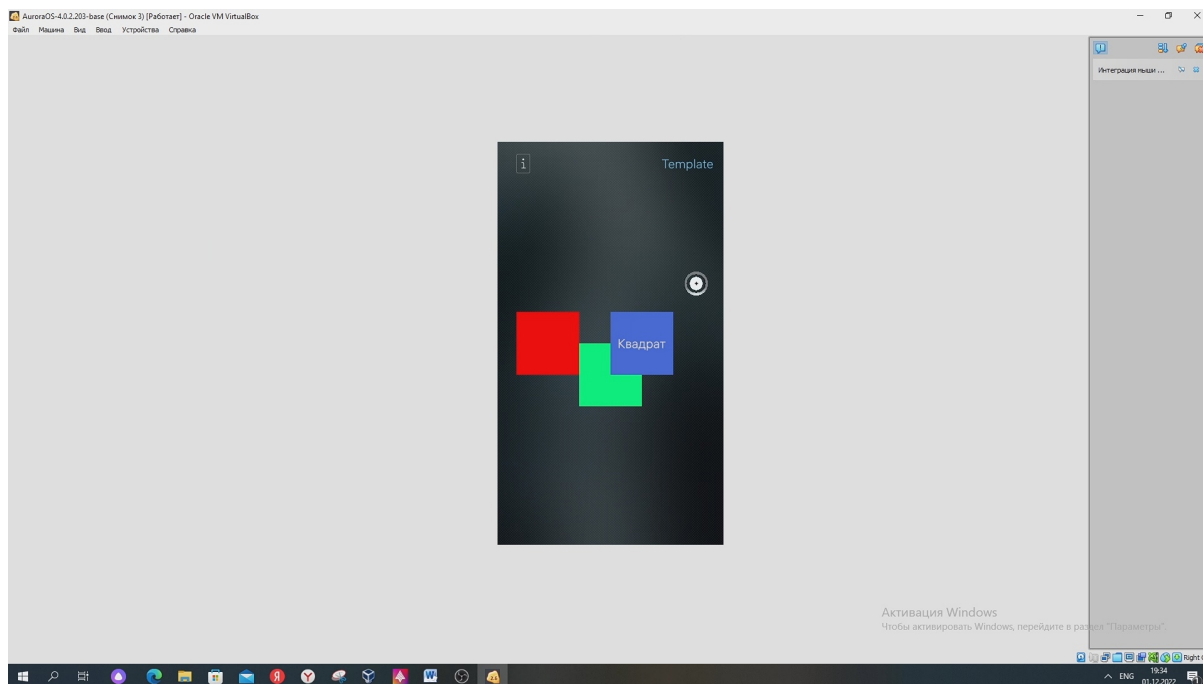 AuroraOS-4.0.2.203-base (Снимок 3) [Работает] - Oracle VM VirtualBox
Файл Машина Вид Ввод Устройства Справка
Интеграция мыши ...
i Template
Квадрат
Активация Windows
Чтобы активировать Windows, перейдите в раздел "Параметры".
Right
ENG 19:34
01.12.2022